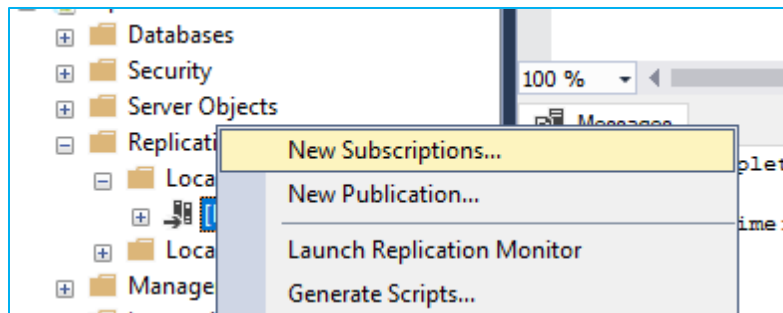 Databases
Security
Server Objects
Replicati
New Subscriptions...
Loca
New Publication...
Loca
Launch Replication Monitor
Manage
Generate Scripts...
100 %
Messages
plet
ime: